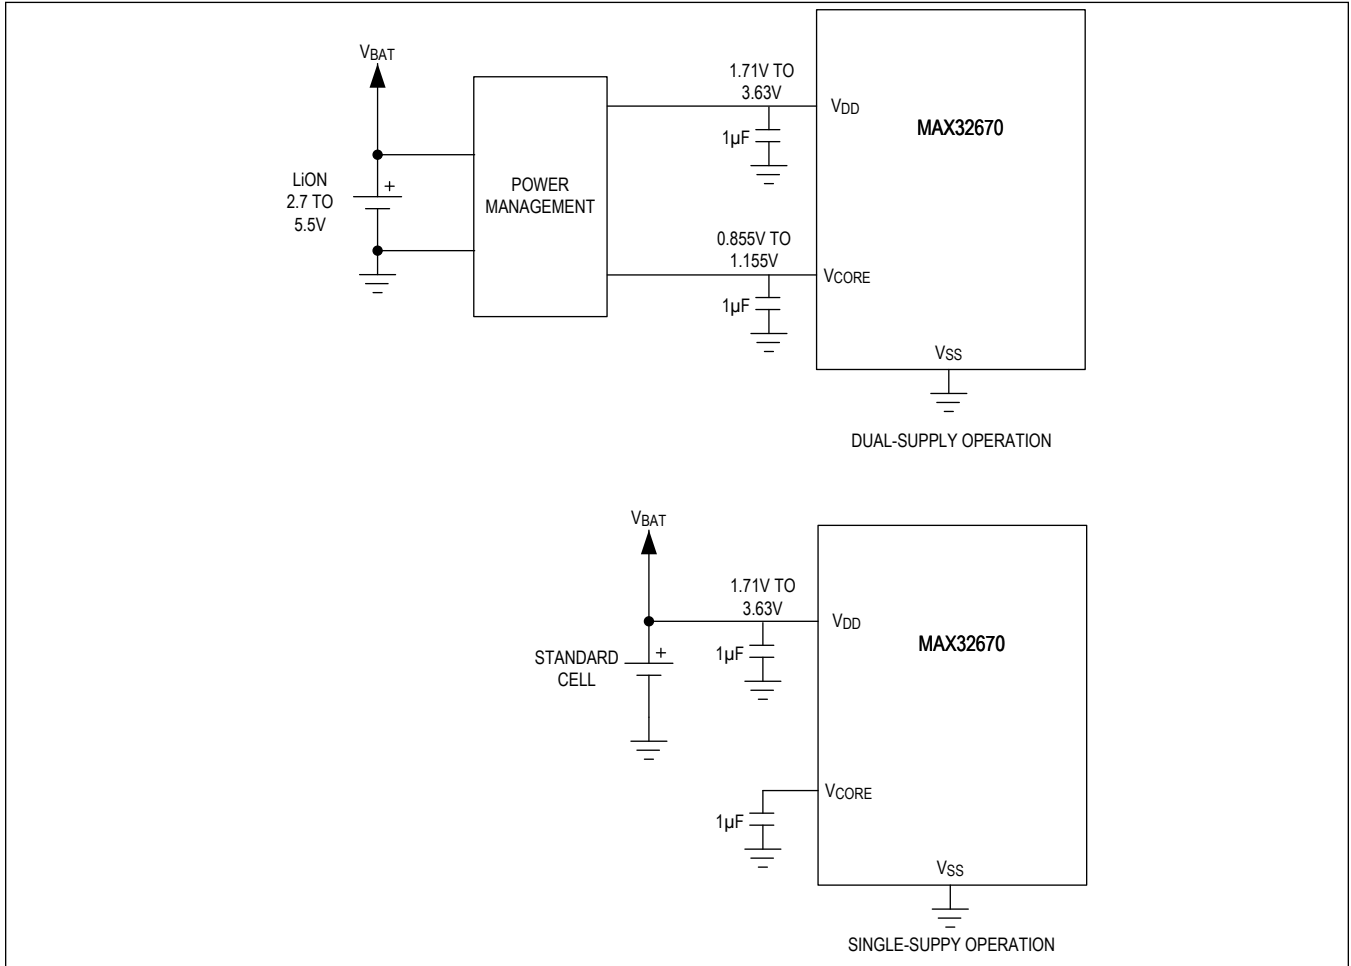 VBAT
LiON
2.7 TO
5.5V
+
POWER
MANAGEMENT
1.71V TO
3.63V
1µF
VDD
MAX32670
0.855V TO
1.155V
1µF
VCORE
VSS
DUAL-SUPPLY OPERATION
VBAT
STANDARD
CELL
+
1.71V TO
3.63V
1µF
VDD
MAX32670
1µF
VCORE
VSS
SINGLE-SUPPY OPERATION